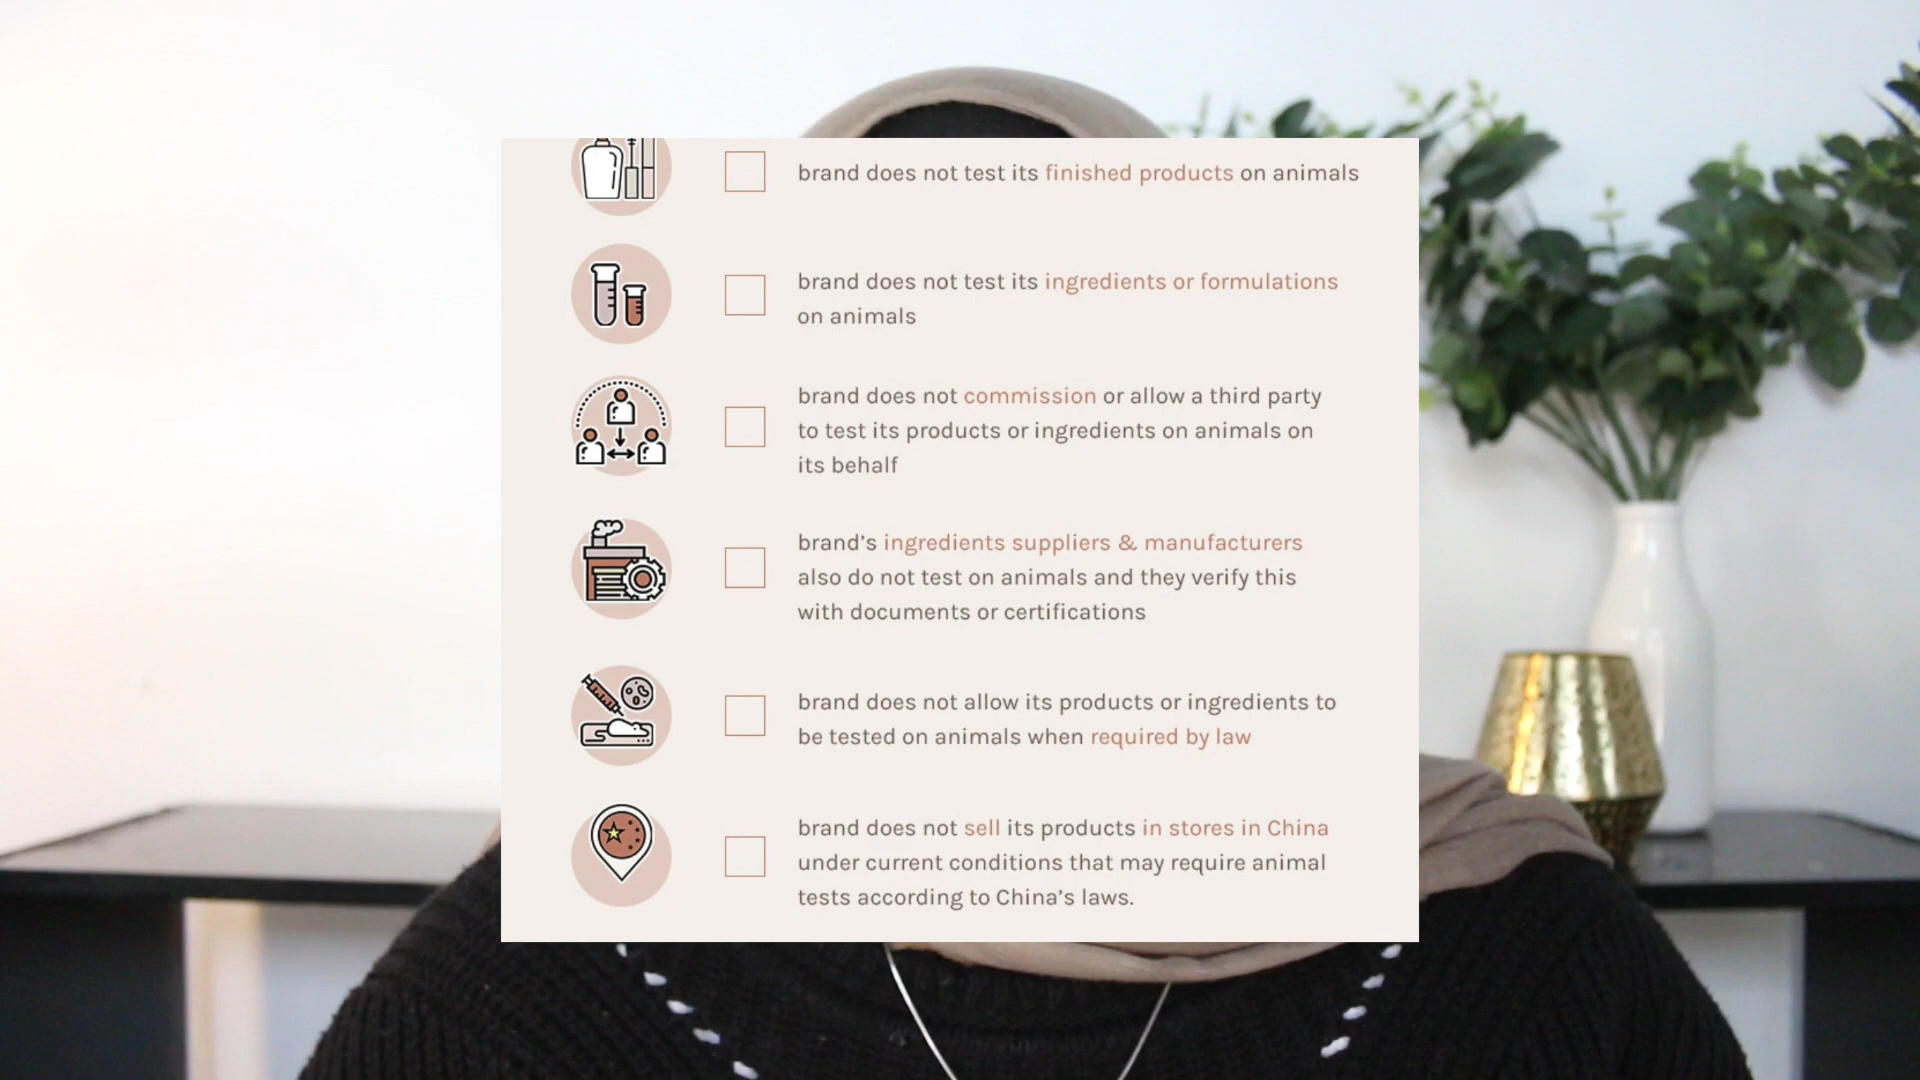 brand does not test its finished products on animals
brand does not test its ingredients or formulations
on animals
brand does not commission or allow a third party
to test its products or ingredients on animals on
its behalf
brand’s ingredients suppliers & manufacturers
also do not test on animals and they verify this
with documents or certifications
brand does not allow its products or ingredients to
be tested on animals when required by law
brand does not sell its products in stores in China
under current conditions that may require animal
tests according to China’s laws.